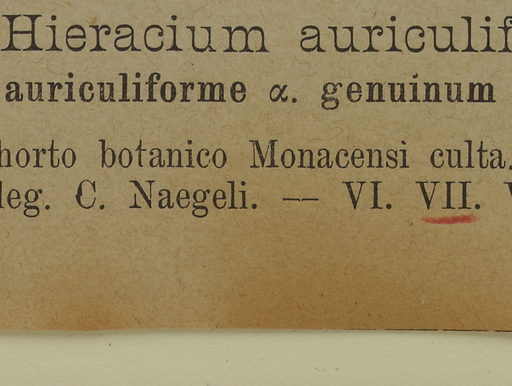 Hieracium auriculif
auriculiforme α. genuinum
horto botanico Monacensi culta.
leg. C. Naegeli. — VI. VII. V